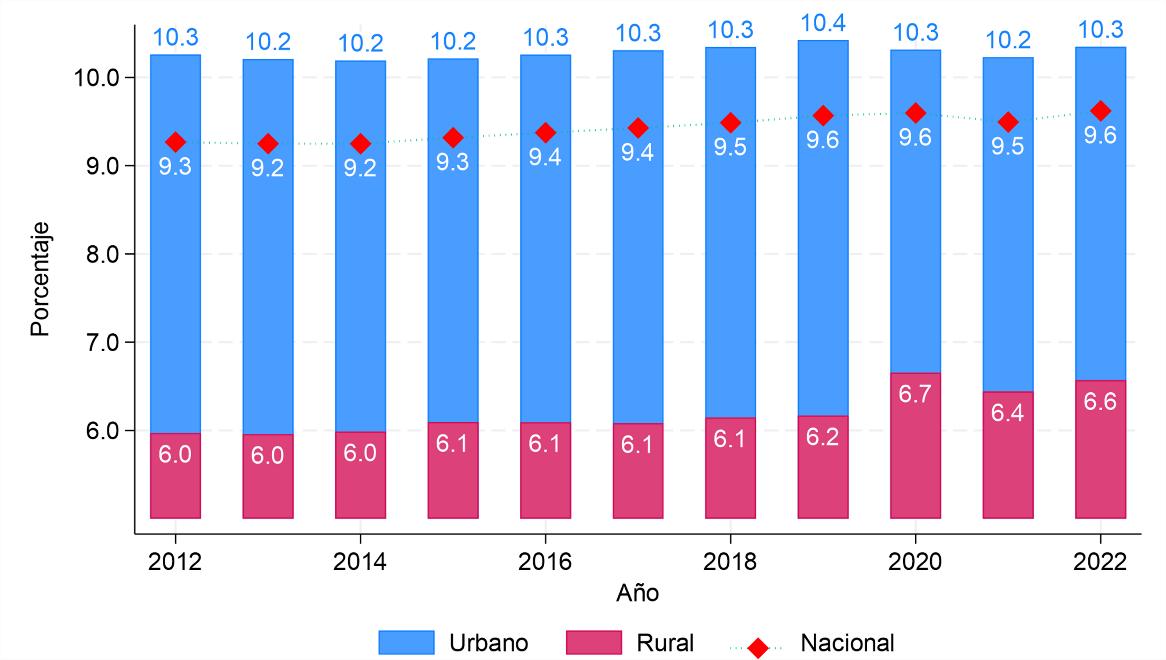 10.3 10.2 10.2 10.2 10.3 10.3 10.3 10.4 10.3 10.2 10.3
10.0
9.3 9.2 9.2 9.3 9.4 9.4 9.5 9.6 9.6 9.5 9.6
9.0
8.0
Porcentaje
7.0
6.0 6.0 6.0 6.1 6.1 6.1 6.1 6.2 6.7 6.4 6.6
6.0
2012 2014 2016 2018 2020 2022
Año
Urbano Rural Nacional